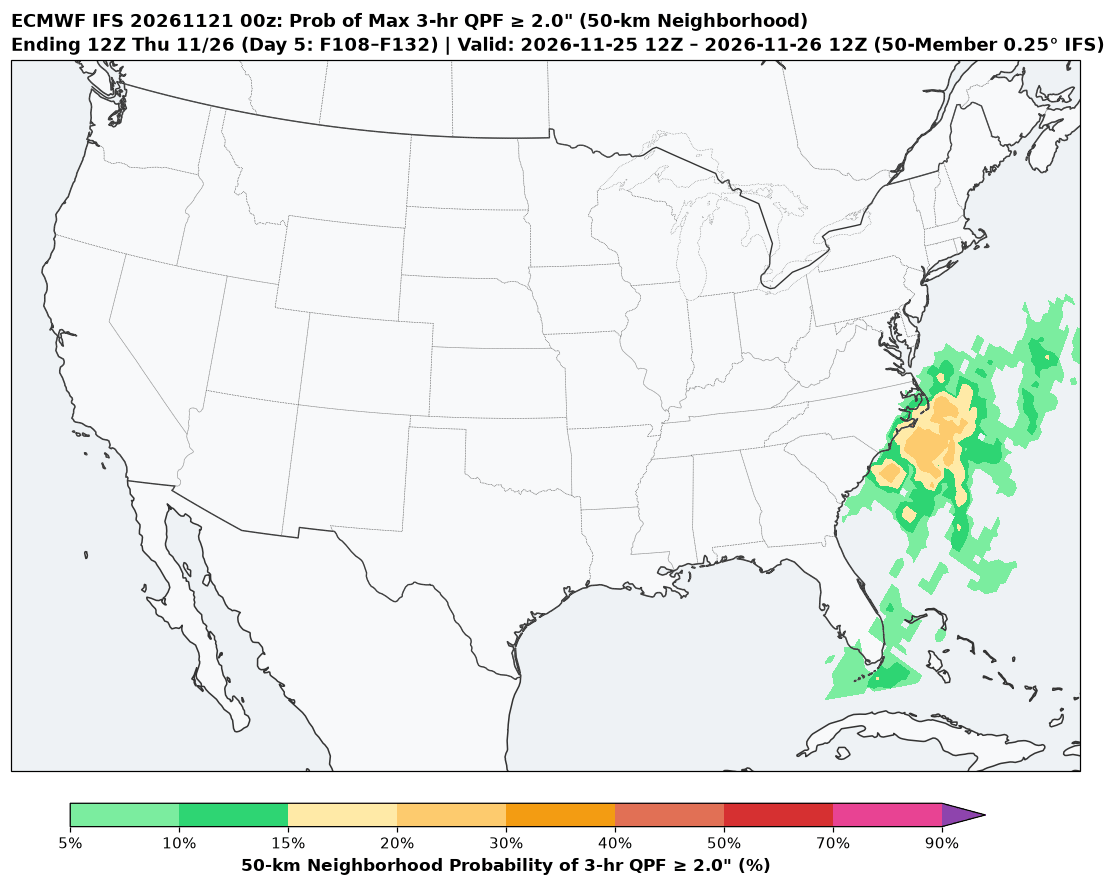 ECMWF IFS 20261121 00z: Prob of Max 3-hr QPF ≥ 2.0" (50-km Neighborhood)
Ending 12Z Thu 11/26 (Day 5: F108–F132) | Valid: 2026-11-25 12Z – 2026-11-26 12Z (50-Member 0.25° IFS)
5% 10% 15% 20% 30% 40% 50% 70% 90%
50-km Neighborhood Probability of 3-hr QPF ≥ 2.0" (%)